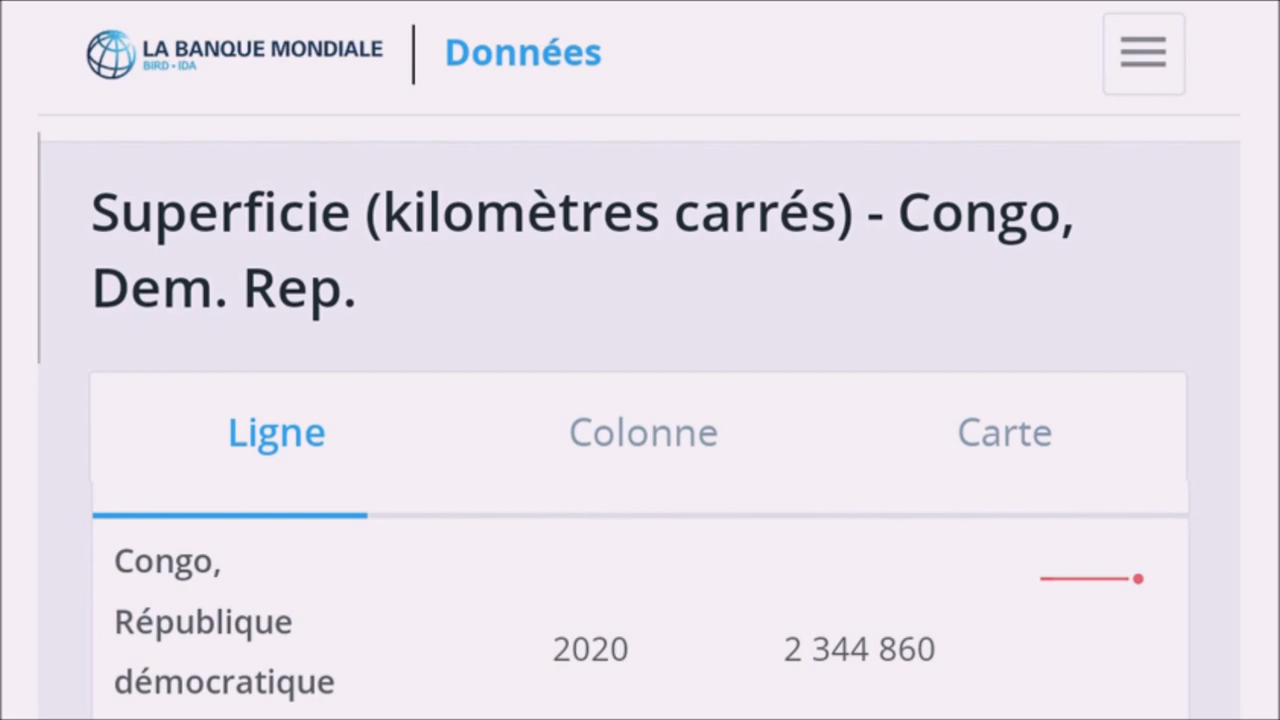 LA BANQUE MONDIALE
BIRD • IDA
Données
Superficie (kilomètres carrés) - Congo,
Dem. Rep.
Ligne Colonne Carte
Congo,
République
démocratique 2020 2 344 860